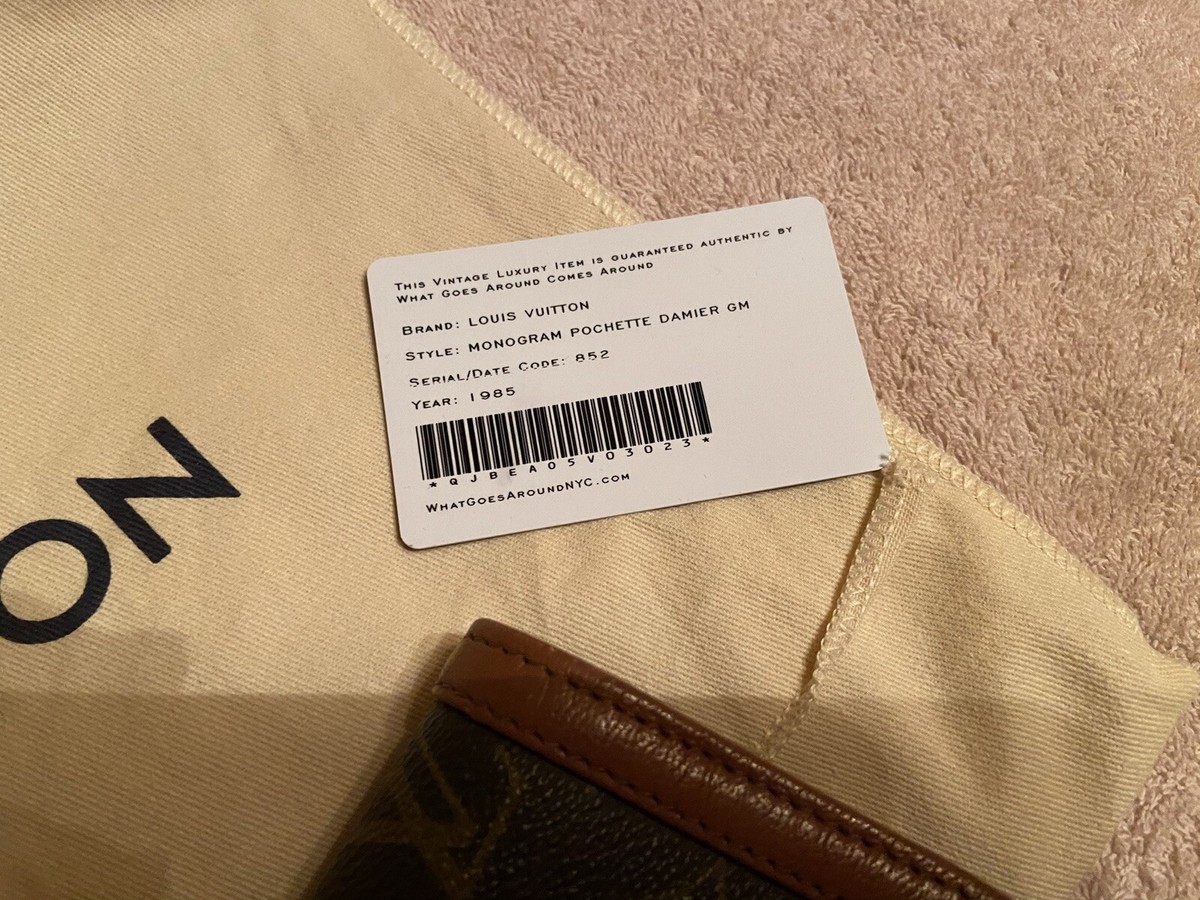 THIS VINTAGE LUXURY ITEM IS GUARANTEED AUTHENTIC BY
WHAT GOES AROUND COMES AROUND
BRAND: LOUIS VUITTON
STYLE: MONOGRAM POCHETTE DAMIER GM
SERIAL/DATE CODE: 852
YEAR: 1985
*QJBEA05V03023*
WHATGOESAROUNDNYC.COM
ON